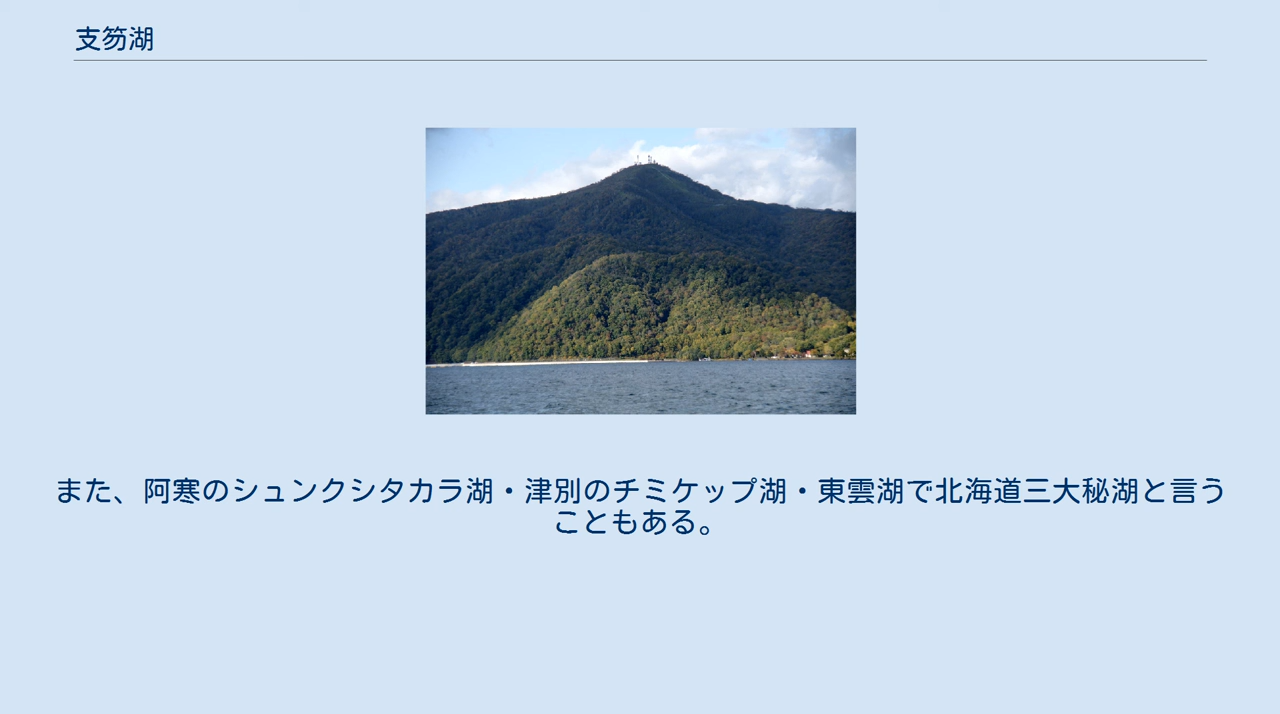 支笏湖
また、阿寒のシュンクシタカラ湖・津別のチミケップ湖・東雲湖で北海道三大秘湖と言う
こともある。